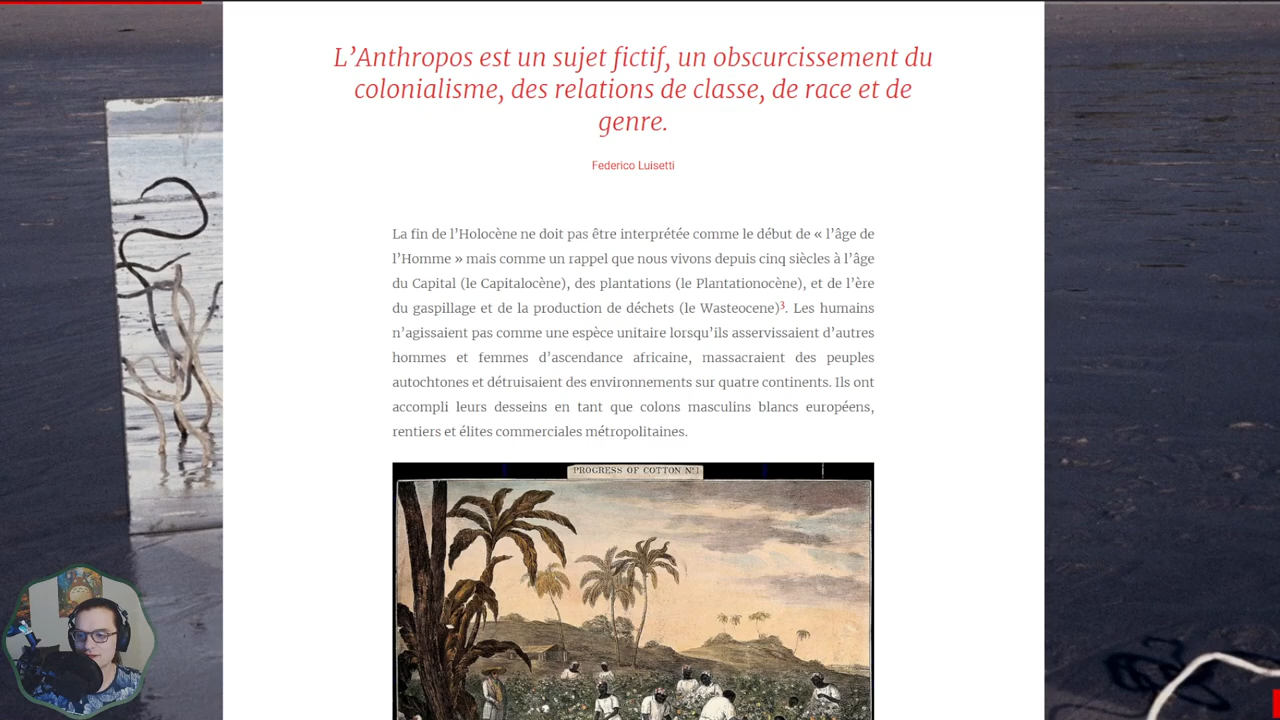 L’Anthropos est un sujet fictif, un obscurcissement du
colonialisme, des relations de classe, de race et de
genre.
Federico Luisetti
La fin de l’Holocène ne doit pas être interprétée comme le début de « l’âge de
l’Homme » mais comme un rappel que nous vivons depuis cinq siècles à l’âge
du Capital (le Capitalocène), des plantations (le Plantationocène), et de l’ère
du gaspillage et de la production de déchets (le Wasteocene)3. Les humains
n’agissaient pas comme une espèce unitaire lorsqu’ils asservissaient d’autres
hommes et femmes d’ascendance africaine, massacraient des peuples
autochtones et détruisaient des environnements sur quatre continents. Ils ont
accompli leurs desseins en tant que colons masculins blancs européens,
rentiers et élites commerciales métropolitaines.
PROGRESS OF COTTON Nº1